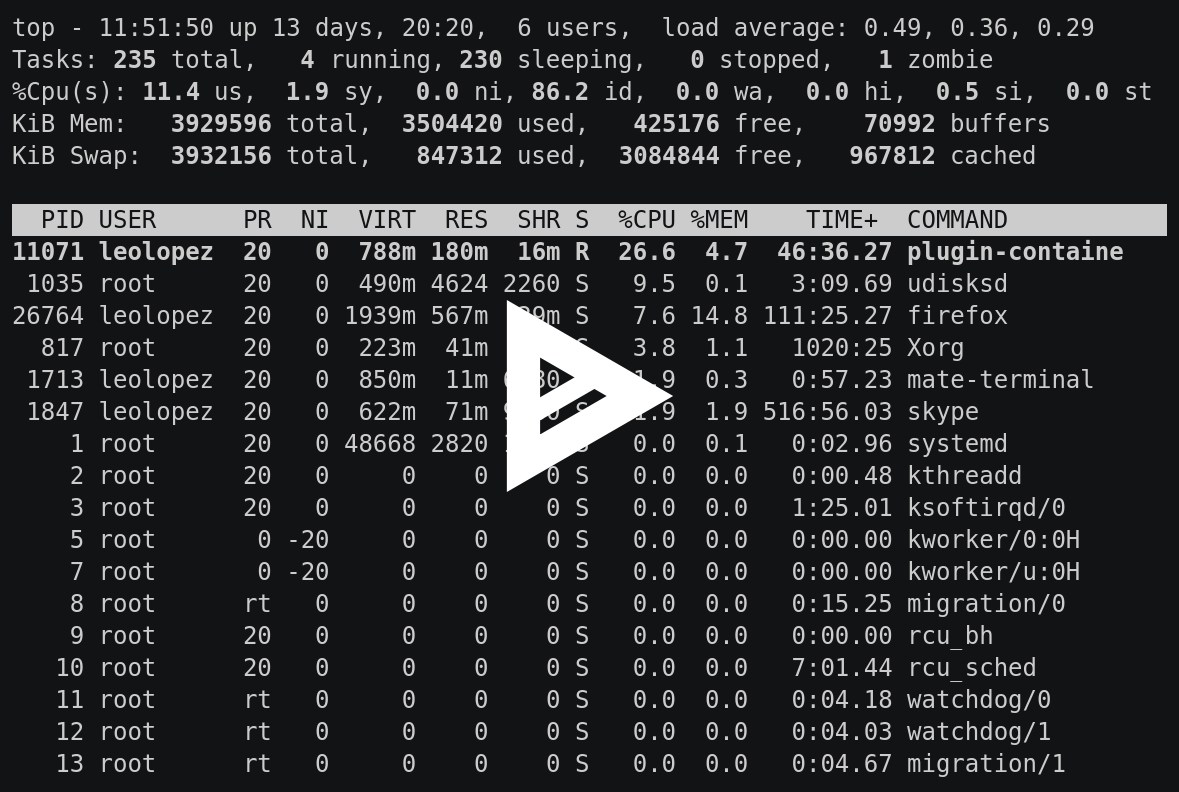 top - 11:51:50 up 13 days, 20:20,  6 users,  load average: 0.49, 0.36, 0.29
Tasks: 235 total,   4 running, 230 sleeping,   0 stopped,   1 zombie
%Cpu(s): 11.4 us,  1.9 sy,  0.0 ni, 86.2 id,  0.0 wa,  0.0 hi,  0.5 si,  0.0 st
KiB Mem:   3929596 total,  3504420 used,   425176 free,    70992 buffers
KiB Swap:  3932156 total,   847312 used,  3084844 free,   967812 cached
PID USER      PR  NI  VIRT  RES  SHR S  %CPU %MEM    TIME+  COMMAND
11071 leolopez  20   0  788m 180m  16m R  26.6  4.7  46:36.27 plugin-containe
1035 root      20   0  490m 4624 2260 S   9.5  0.1   3:09.69 udisksd
26764 leolopez  20   0 1939m 567m S   7.6 14.8 111:25.27 firefox
817 root      20   0  223m  41m 3.8  1.1   1020:25 Xorg
1713 leolopez  20   0  850m  11m 0.3   0:57.23 mate-terminal
1847 leolopez  20   0  622m  71m 1.9 516:56.03 skype
1 root      20   0 48668 2820 0.0  0.1   0:02.96 systemd
2 root      20   0     0    0    0 S   0.0  0.0   0:00.48 kthreadd
3 root      20   0     0    0    0 S   0.0  0.0   1:25.01 ksoftirqd/0
5 root       0 -20     0    0    0 S   0.0  0.0   0:00.00 kworker/0:0H
7 root       0 -20     0    0    0 S   0.0  0.0   0:00.00 kworker/u:0H
8 root      rt   0     0    0    0 S   0.0  0.0   0:15.25 migration/0
9 root      20   0     0    0    0 S   0.0  0.0   0:00.00 rcu_bh
10 root      20   0     0    0    0 S   0.0  0.0   7:01.44 rcu_sched
11 root      rt   0     0    0    0 S   0.0  0.0   0:04.18 watchdog/0
12 root      rt   0     0    0    0 S   0.0  0.0   0:04.03 watchdog/1
13 root      rt   0     0    0    0 S   0.0  0.0   0:04.67 migration/1